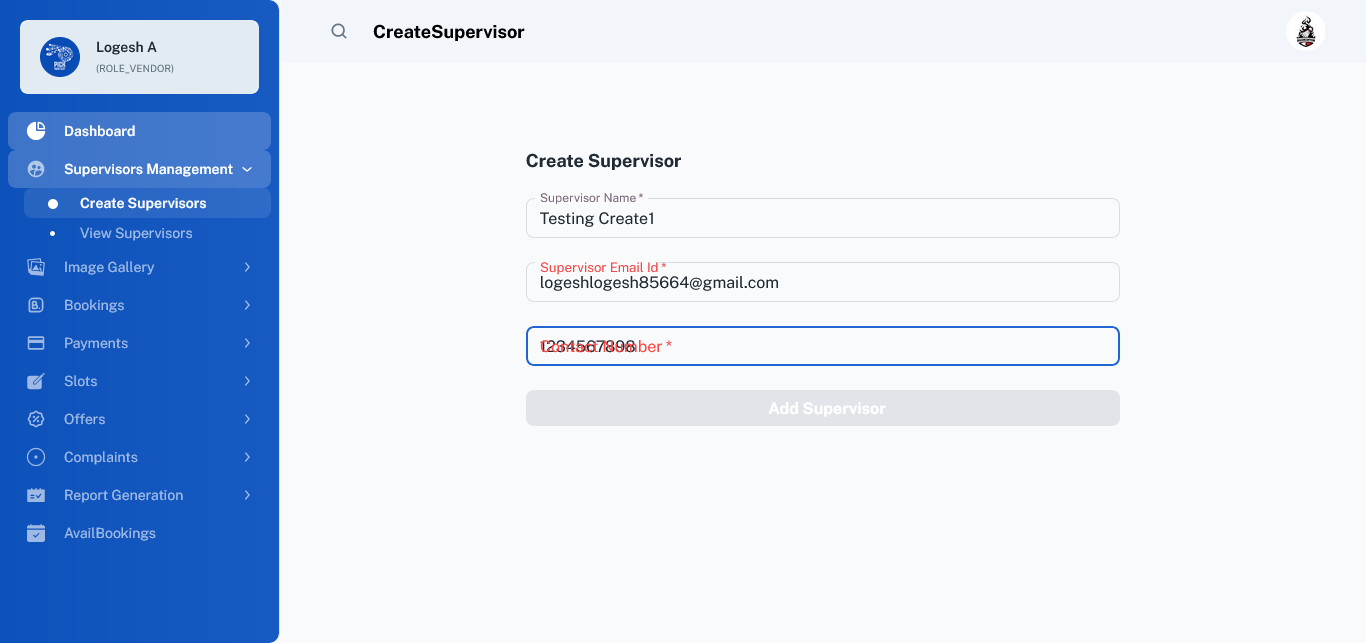 Logesh A
(ROLE_VENDOR)
Dashboard
Supervisors Management
Create Supervisors
View Supervisors
Image Gallery
Bookings
Payments
Slots
Offers
Complaints
Report Generation
AvailBookings
CreateSupervisor
Create Supervisor
Supervisor Name *
Testing Create1
Supervisor Email Id *
logeshlogesh85664@gmail.com
Contact Number *
Add Supervisor